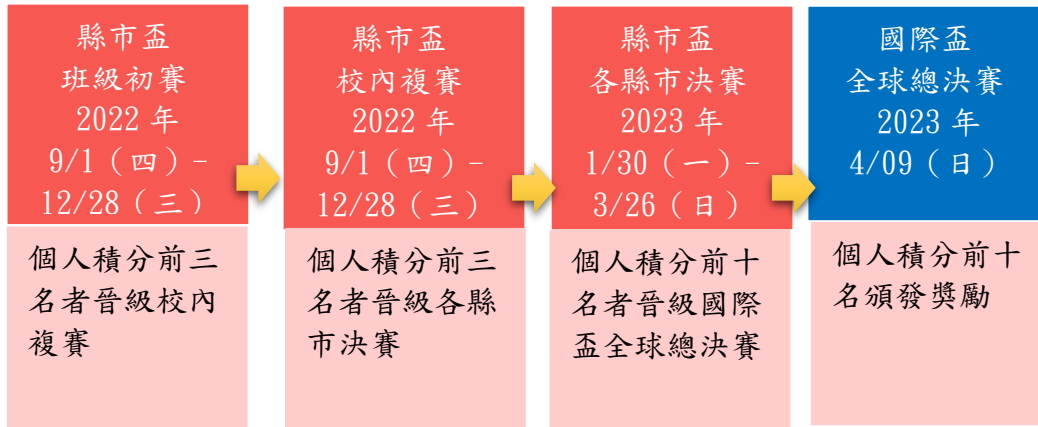 縣市盃
班級初賽
2022 年
9/1（四）-
12/28（三）
個人積分前三
名者晉級校內
複賽
縣市盃
校內複賽
2022 年
9/1（四）-
12/28（三）
個人積分前三
名者晉級各縣
市決賽
縣市盃
各縣市決賽
2023 年
1/30（一）-
3/26（日）
個人積分前十
名者晉級國際
盃全球總決賽
國際盃
全球總決賽
2023 年
4/09（日）
個人積分前十
名頒發獎勵